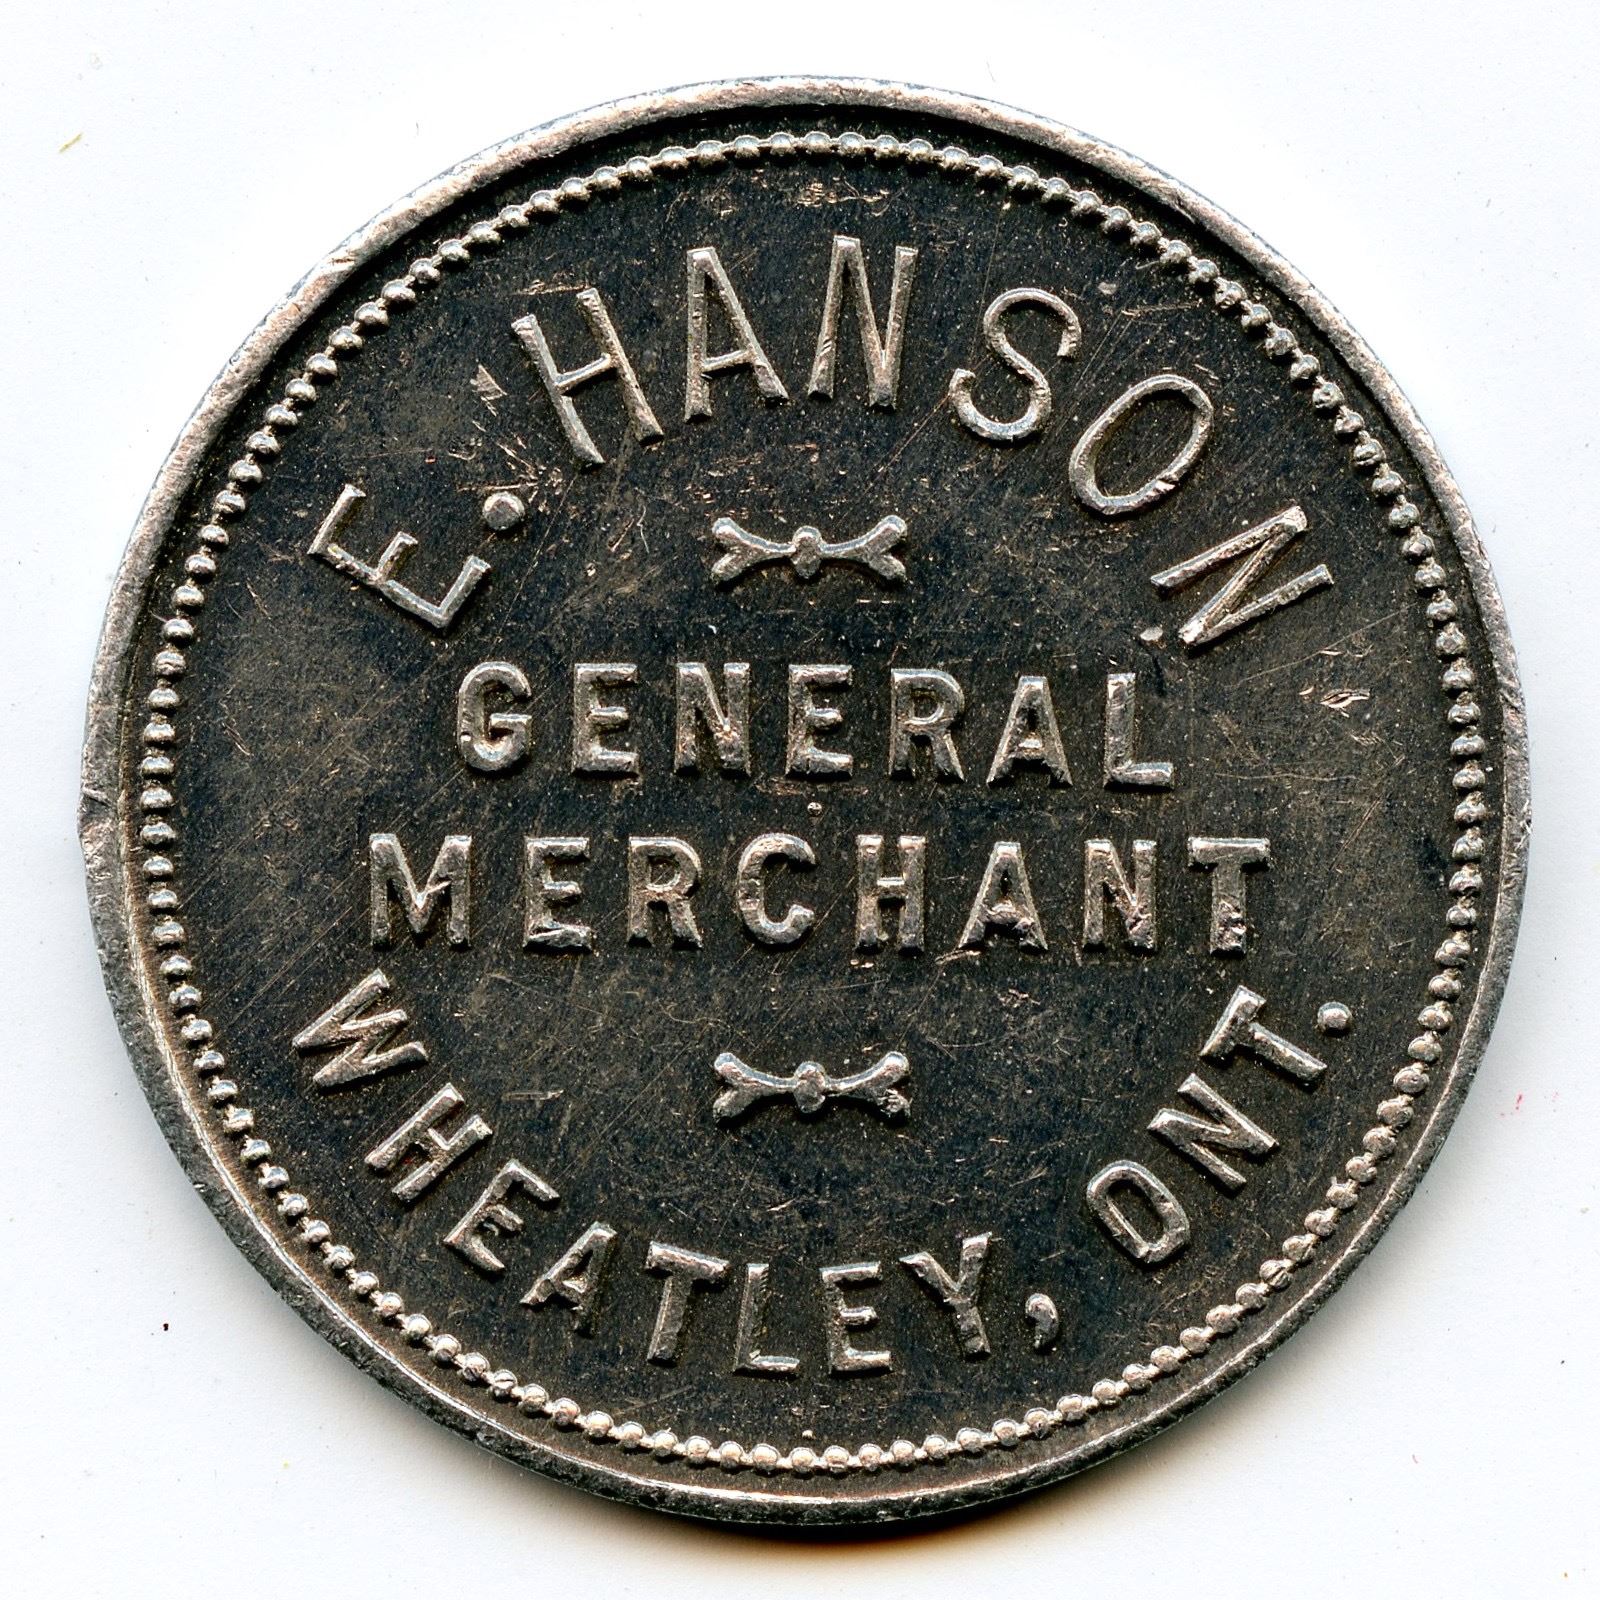 E. HANSON
GENERAL
MERCHANT
WHEATLEY, ONT.